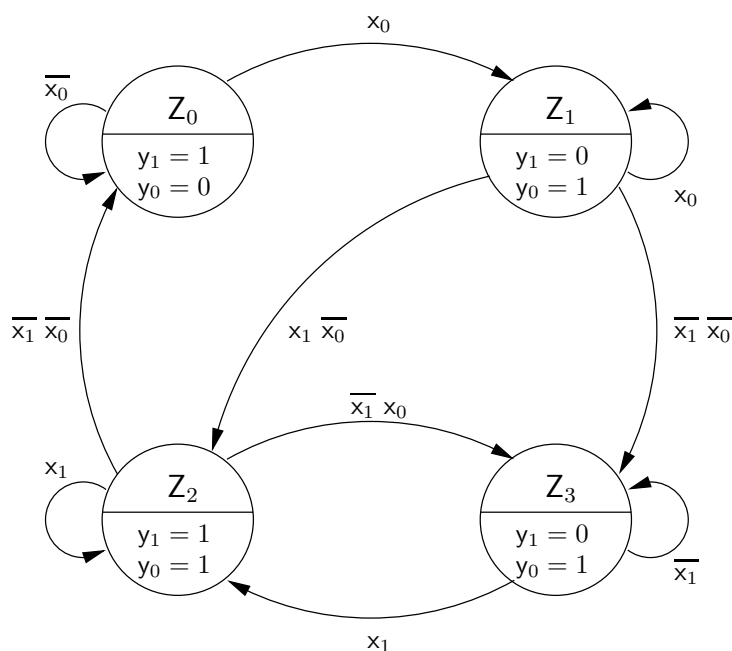 x₀
x̅₀
Z₀
y₁ = 1
y₀ = 0
Z₁
y₁ = 0
y₀ = 1
x₀
x̅₁ x̅₀
x₁ x̅₀
x̅₁ x̅₀
x̅₁ x₀
x₁
Z₂
y₁ = 1
y₀ = 1
Z₃
y₁ = 0
y₀ = 1
x̅₁
x₁